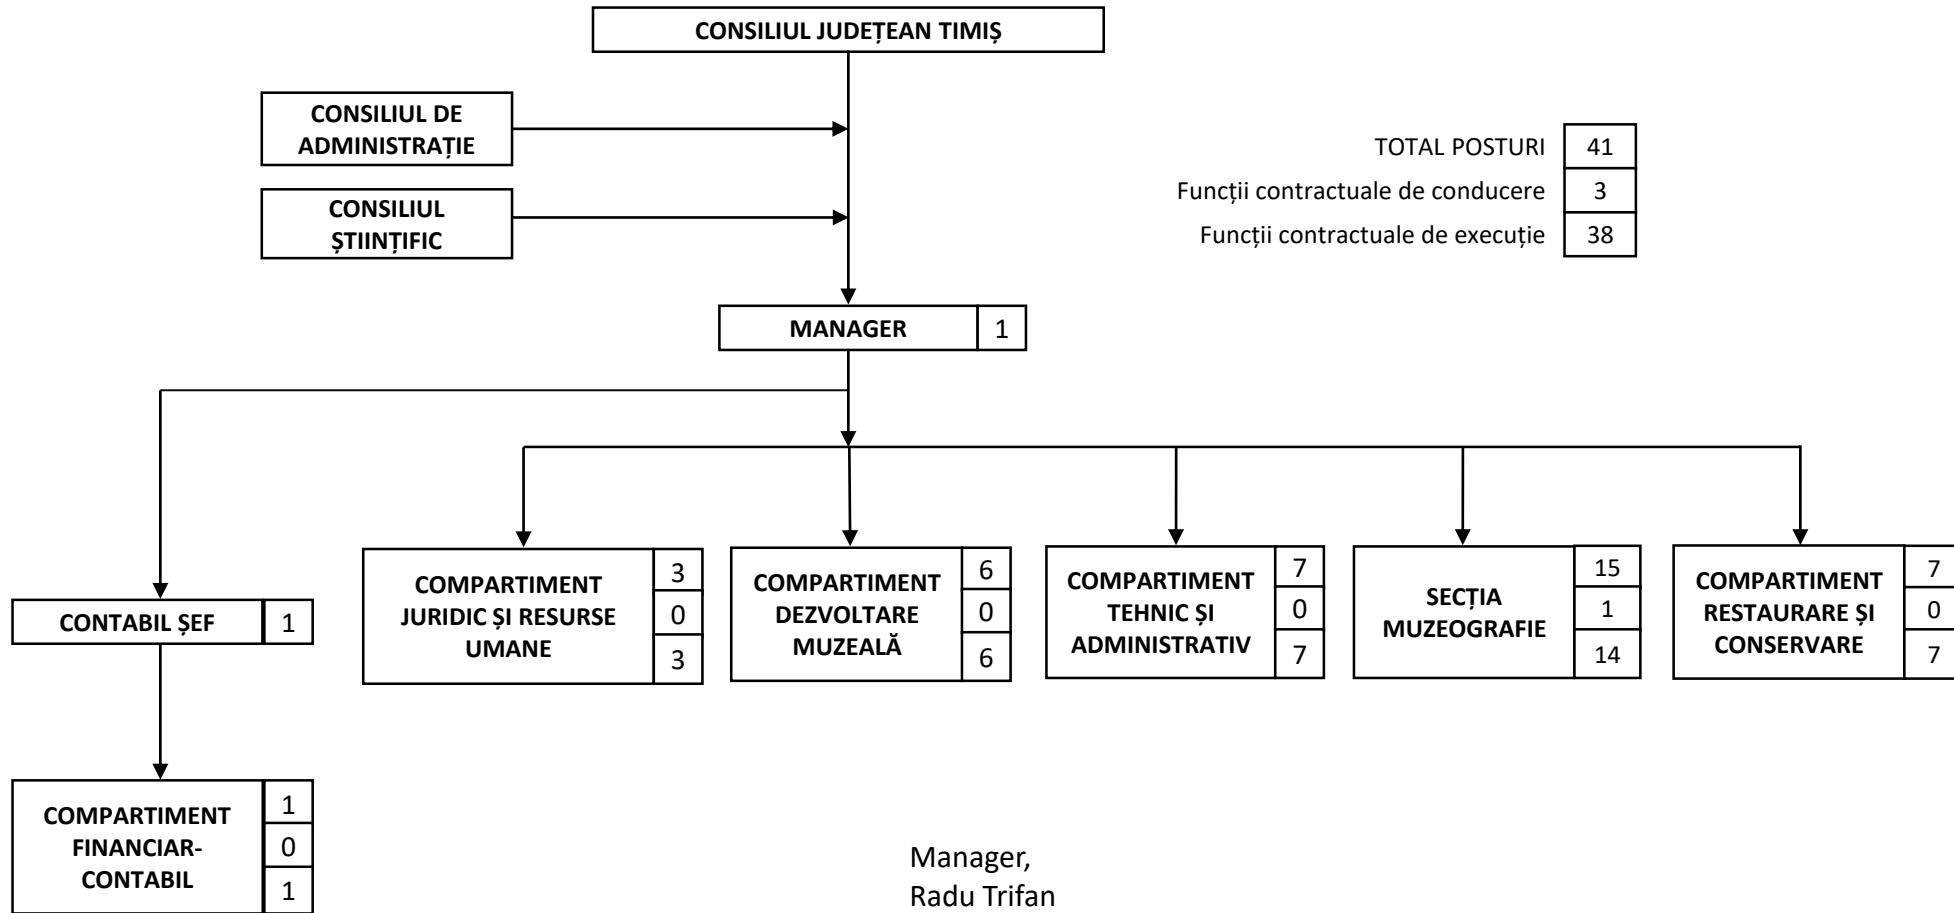 CONSILIUL JUDEȚEAN TIMIȘ
CONSILIUL DE
ADMINISTRAȚIE
CONSILIUL
ȘTIINȚIFIC
TOTAL POSTURI 41
Funcții contractuale de conducere 3
Funcții contractuale de execuție 38
MANAGER 1
CONTABIL ȘEF 1
COMPARTIMENT
JURIDIC ȘI RESURSE
UMANE
3
0
3
COMPARTIMENT
DEZVOLTARE
MUZEALĂ
6
0
6
COMPARTIMENT
TEHNIC ȘI
ADMINISTRATIV
7
0
7
SECȚIA
MUZEOGRAFIE
15
1
14
COMPARTIMENT
RESTAURARE ȘI
CONSERVARE
7
0
7
COMPARTIMENT
FINANCIAR-
CONTABIL
1
0
1
Manager,
Radu Trifan